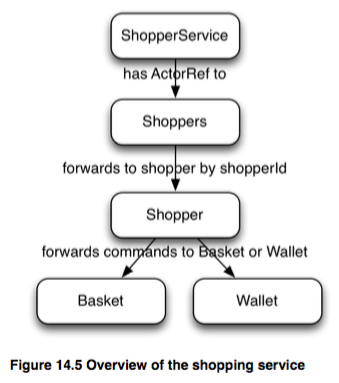 ShopperService
has ActorRef to
Shoppers
forwards to shopper by shopperId
Shopper
forwards commands to Basket or Wallet
Basket
Wallet
Figure 14.5 Overview of the shopping service